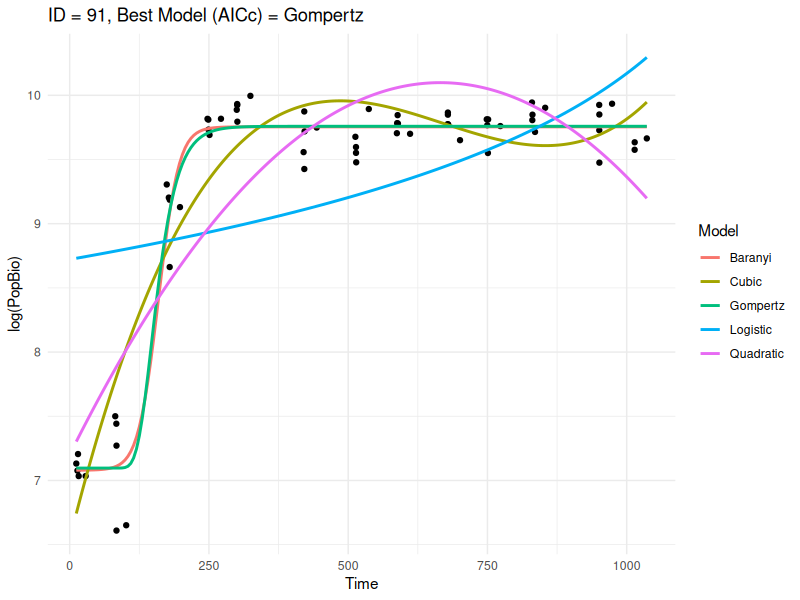 ID = 91, Best Model (AICc) = Gompertz
10
9
8
7
log(PopBio)
0
250
500
750
1000
Time
Model
Baranyi
Cubic
Gompertz
Logistic
Quadratic